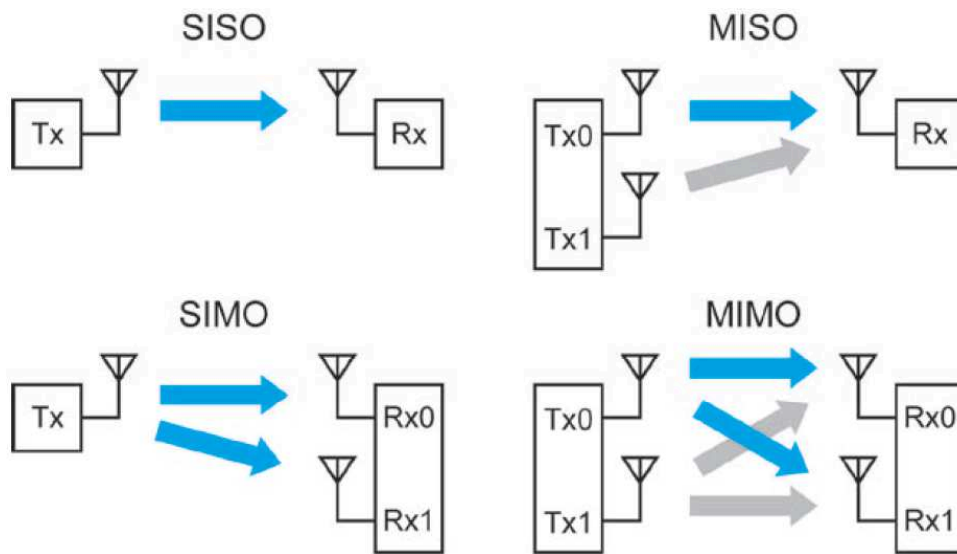 SISO
Tx
Rx
MISO
Tx0
Tx1
Rx
SIMO
Tx
Rx0
Rx1
MIMO
Tx0
Tx1
Rx0
Rx1